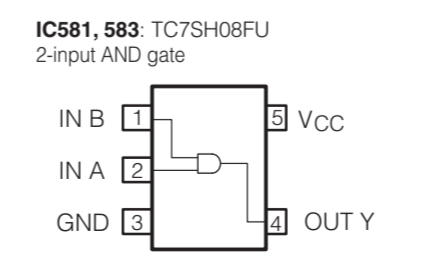 IC581, 583: TC7SH08FU
2-input AND gate
IN B 1 5 VCC
IN A 2
GND 3 4 OUT Y